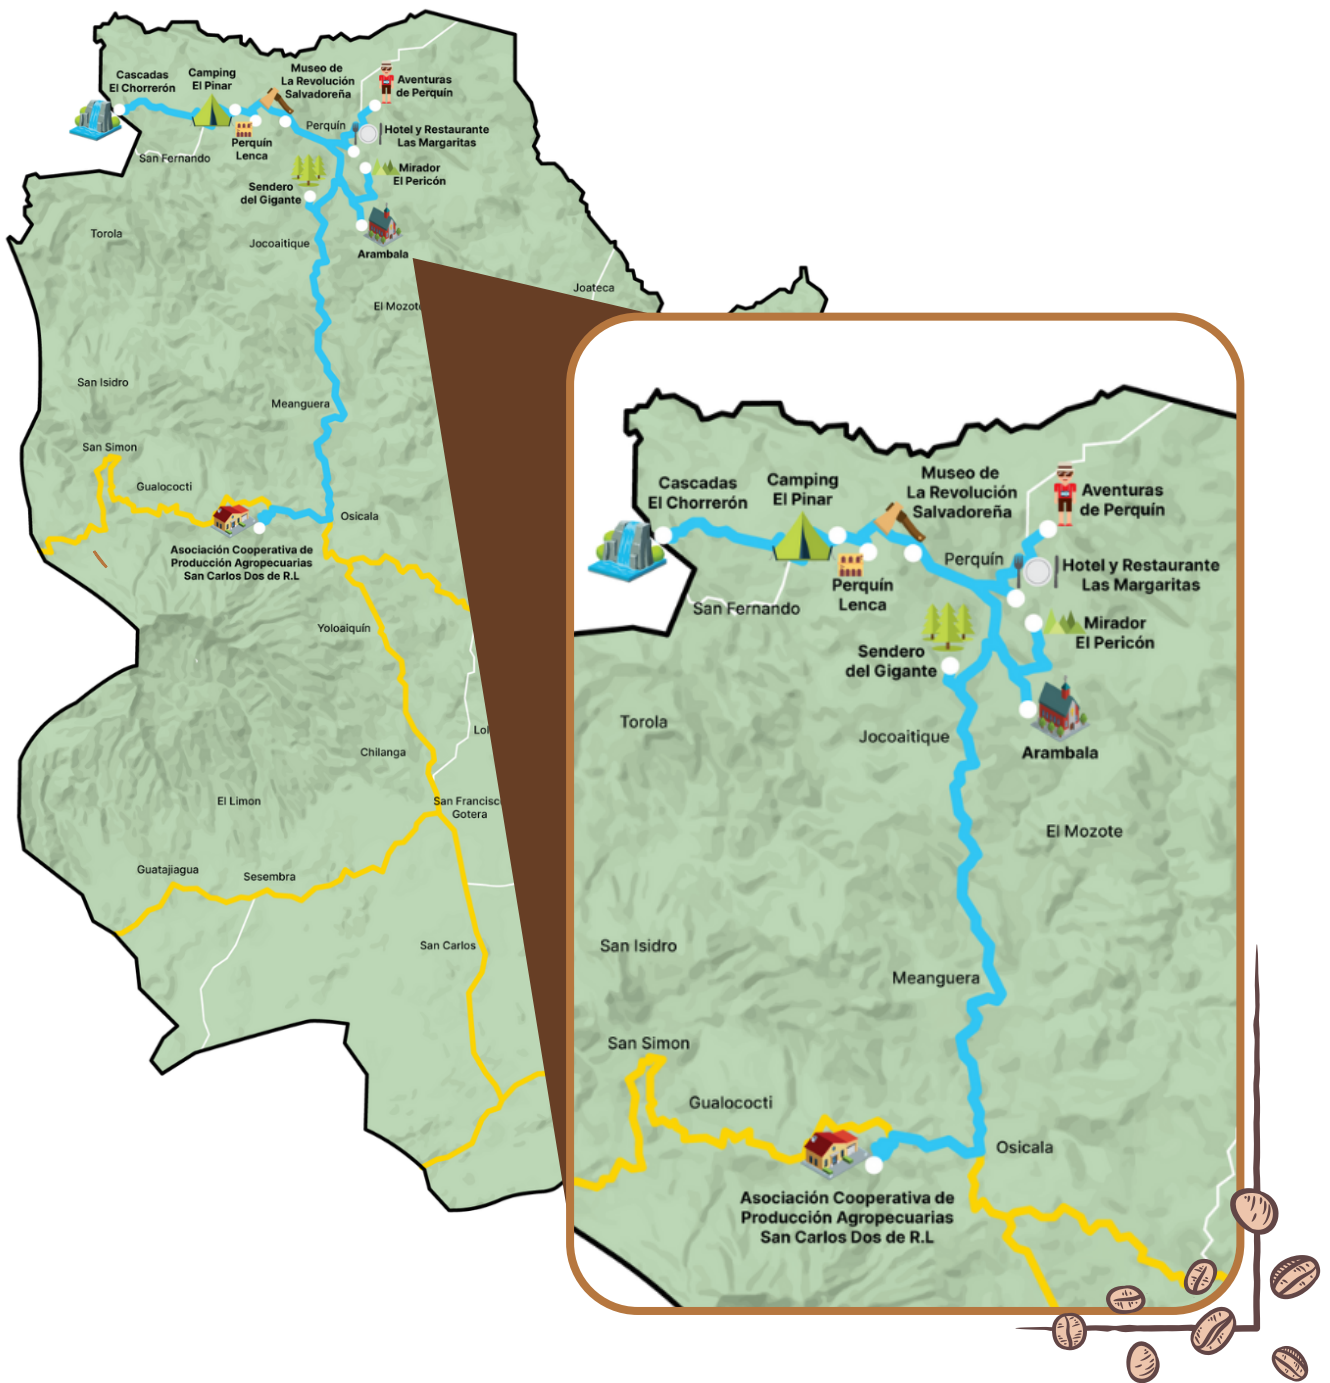 Cascadas
El Chorrerón
Camping
El Pinar
Museo de
La Revolución
Salvadoreña
Aventuras
de Perquín
Perquín
Hotel y Restaurante
Las Margaritas
Perquín
Lenca
San Fernando
Mirador
El Pericón
Sendero
del Gigante
Torola
Jocoaitique
Arambala
Joateca
El Mozote
San Isidro
Meanguera
San Simon
Gualococti
Osicala
Asociación Cooperativa de
Producción Agropecuarias
San Carlos Dos de R.L
Yoloaiquín
Chilanga
El Limon
San Francisc
Gotera
Guatajiagua
Sesembra
San Carlos
Cascadas
El Chorrerón
Camping
El Pinar
Museo de
La Revolución
Salvadoreña
Aventuras
de Perquín
Perquín
Hotel y Restaurante
Las Margaritas
Perquín
Lenca
San Fernando
Mirador
El Pericón
Sendero
del Gigante
Torola
Jocoaitique
Arambala
El Mozote
San Isidro
Meanguera
San Simon
Gualococti
Osicala
Asociación Cooperativa de
Producción Agropecuarias
San Carlos Dos de R.L